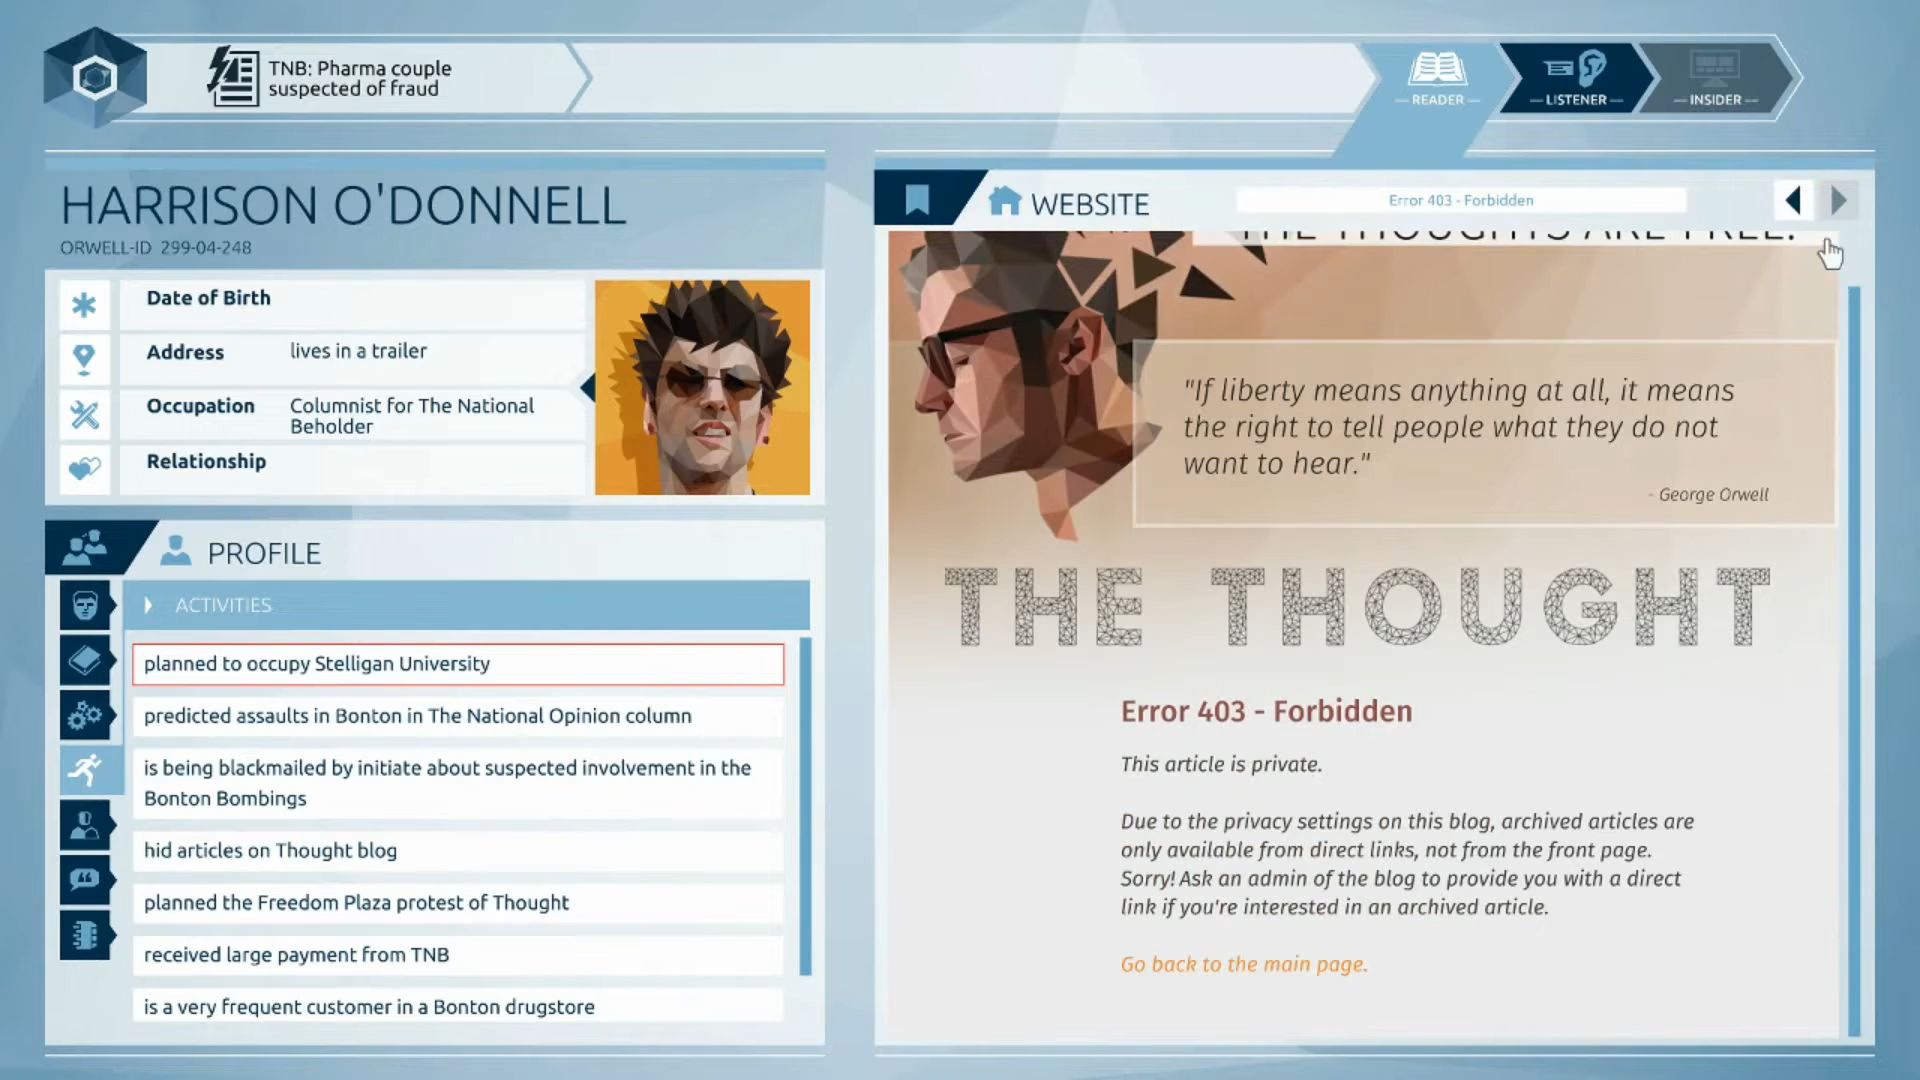 TNB: Pharma couple
suspected of fraud
READER
LISTENER
INSIDER
HARRISON O'DONNELL
ORWELL-ID 299-04-248
Date of Birth
Address lives in a trailer
Occupation Columnist for The National
Beholder
Relationship
PROFILE
ACTIVITIES
planned to occupy Stelligan University
predicted assaults in Bonton in The National Opinion column
is being blackmailed by initiate about suspected involvement in the
Bonton Bombings
hid articles on Thought blog
planned the Freedom Plaza protest of Thought
received large payment from TNB
is a very frequent customer in a Bonton drugstore
WEBSITE
Error 403 - Forbidden
THE THOUGHTS ARE FREE!
"If liberty means anything at all, it means
the right to tell people what they do not
want to hear."
- George Orwell
THE THOUGHT
Error 403 - Forbidden
This article is private.
Due to the privacy settings on this blog, archived articles are
only available from direct links, not from the front page.
Sorry! Ask an admin of the blog to provide you with a direct
link if you're interested in an archived article.
Go back to the main page.